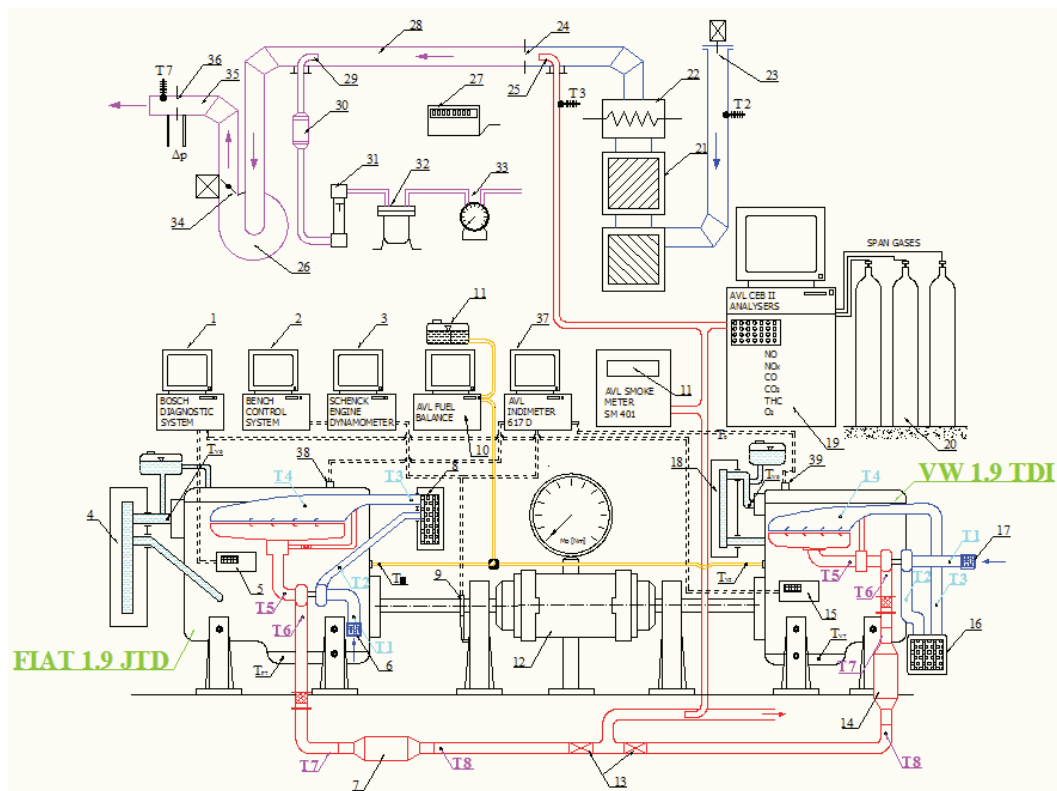 28
24
36
T7
35
29
25
22
23
27
T3
T2
30
Δp
31
32
33
21
34
26
SPAN GASES
11
1
2
3
37
AVL CEB II
ANALYSERS
NO
NOx
CO
CO₂
THC
O₂
11
AVL SMOKE
METER
SM 401
BOSCH
DIAGNOSTIC
SYSTEM
BENCH
CONTROL
SYSTEM
SCHENCK
ENGINE
DYNAMOMETER
AVL FUEL
BALANCE
AVL
INDIMETER
617 D
10
19
20
38
8
18
39
VW 1.9 TDI
T4
T3
T4
4
Mo [Nm]
T1
17
T2
T5
T2
T3
5
9
T5
T6
T6
15
T1
16
12
6
FIAT 1.9 JTD
T7
14
T7
7
T8
13
T8